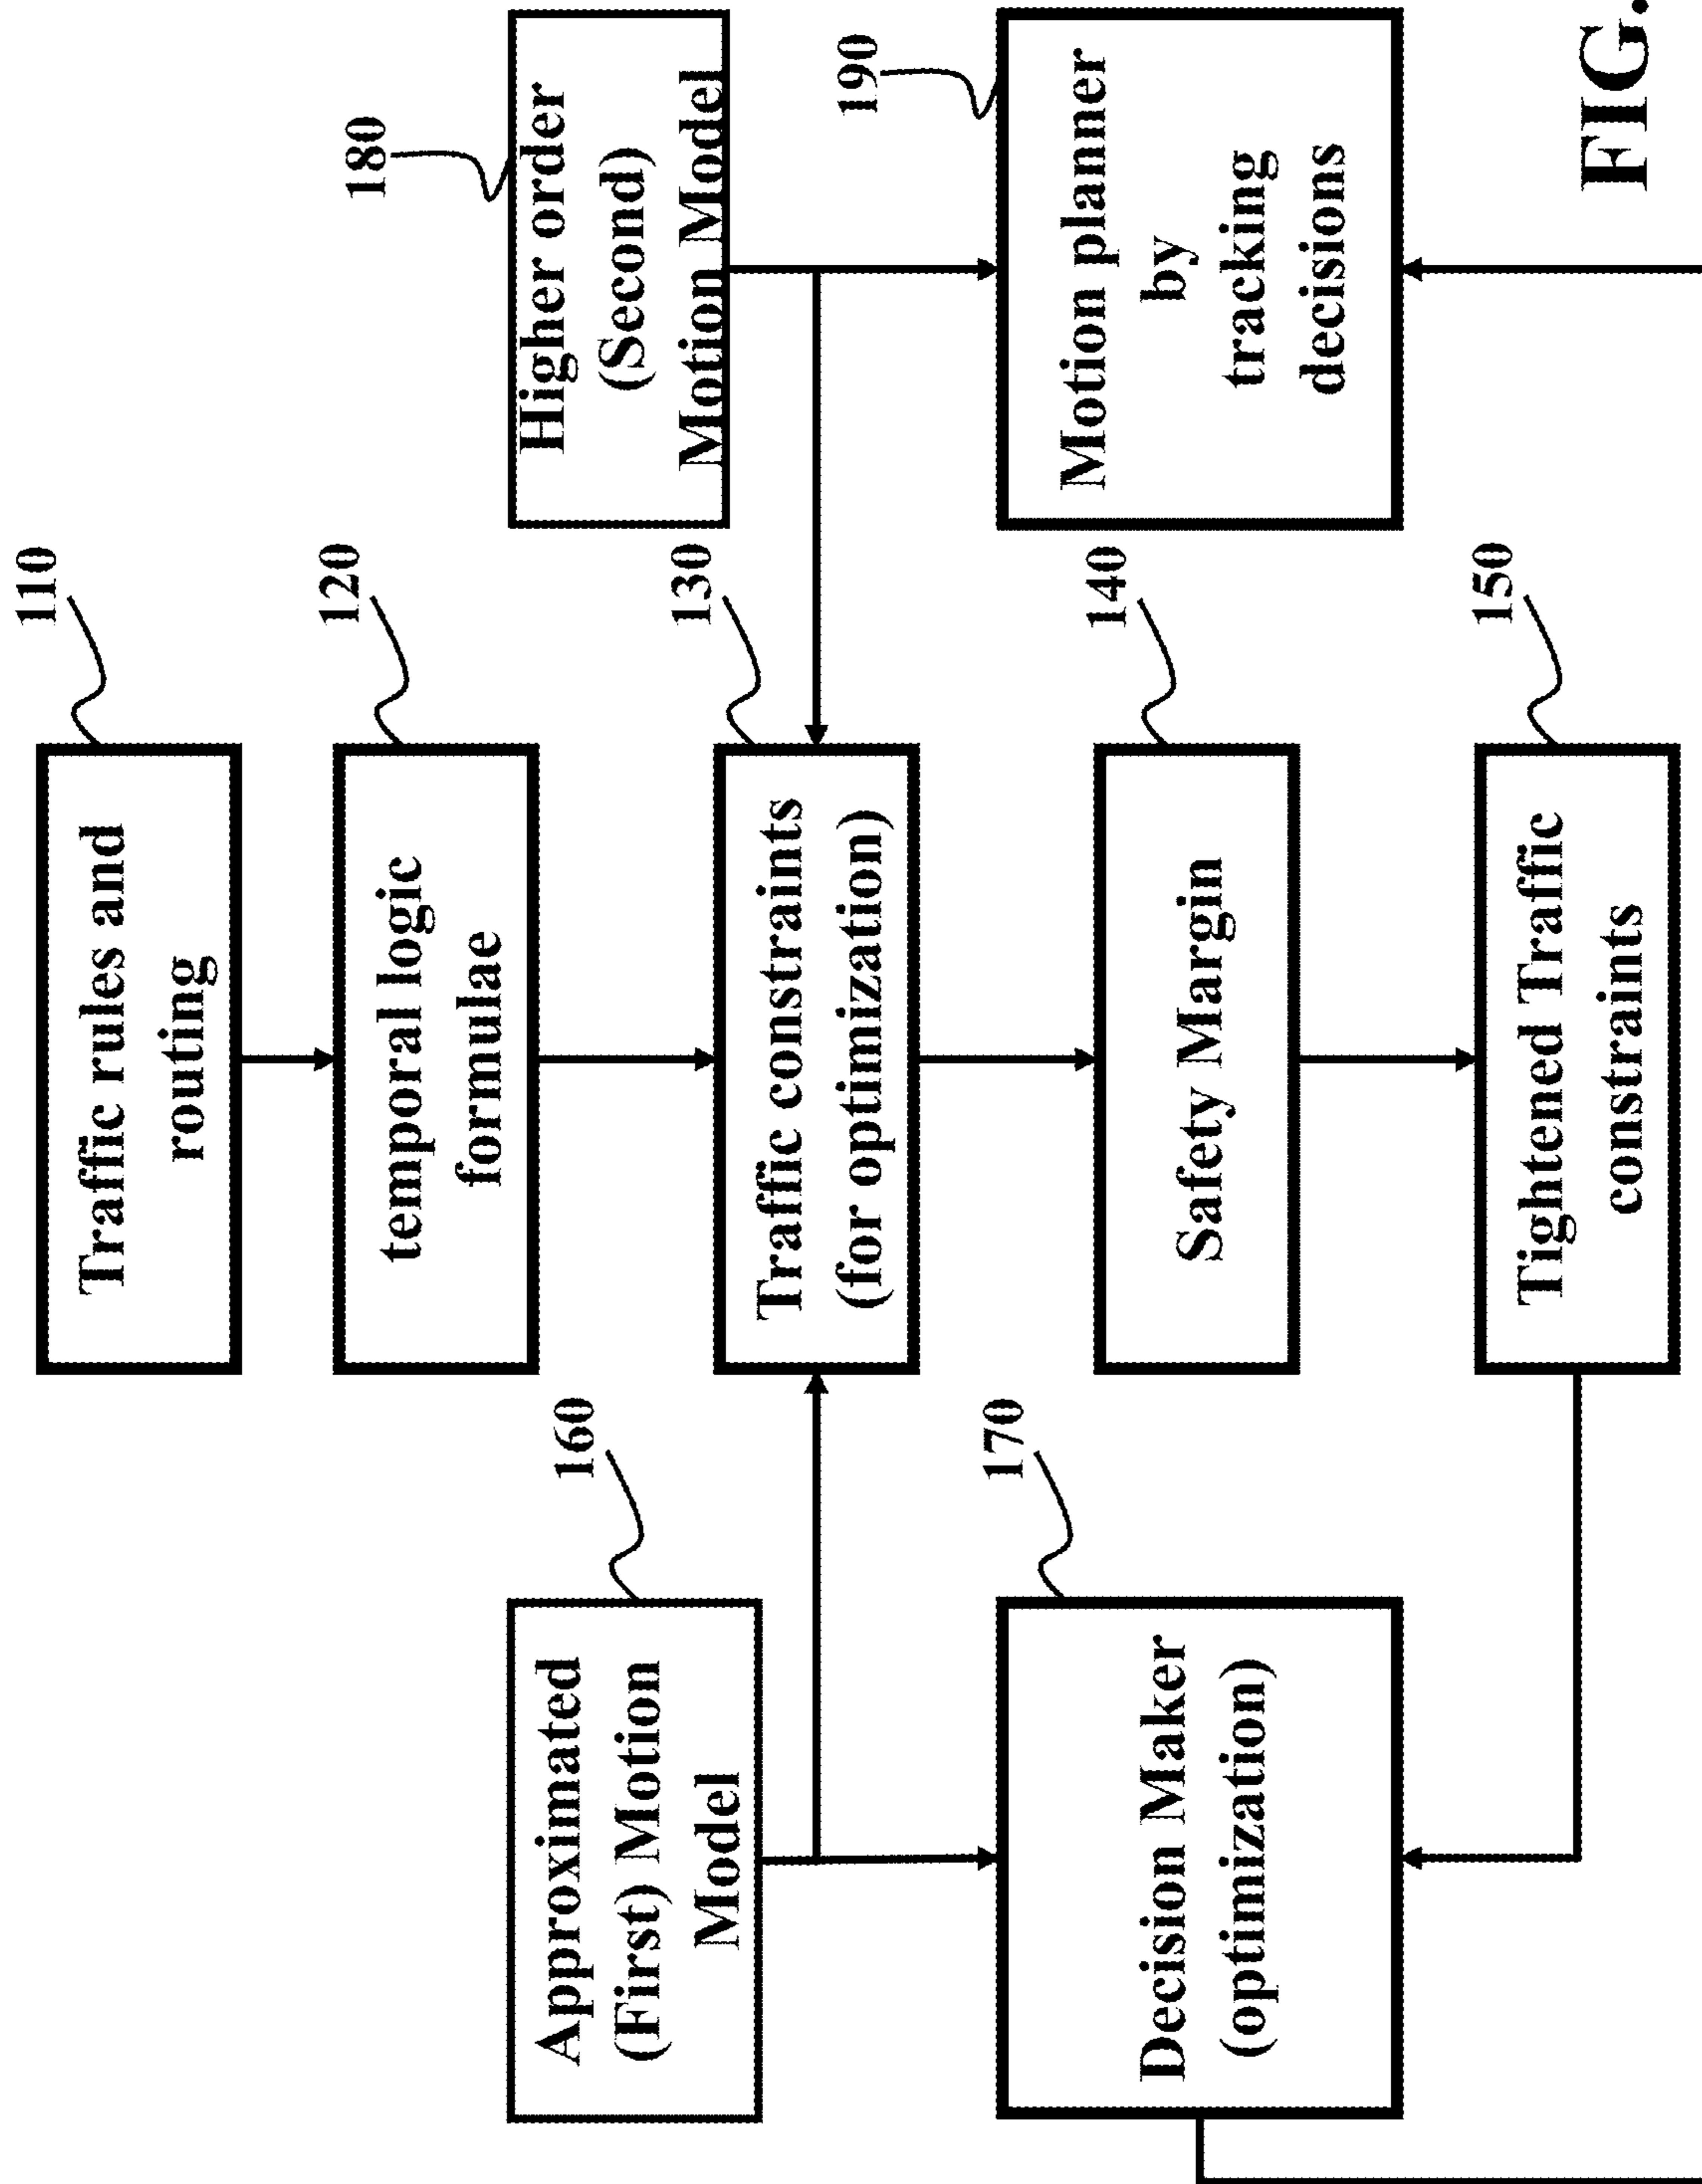 110
Traffic rules and
routing
120
temporal logic
formulae
160
Approximated
(First) Motion
Model
130
Traffic constraints
(for optimization)
180
Higher order
(Second)
Motion Model
170
Decision Maker
(optimization)
140
Safety Margin
190
Motion planner
by
tracking
decisions
150
Tightened Traffic
constraints
FIG.